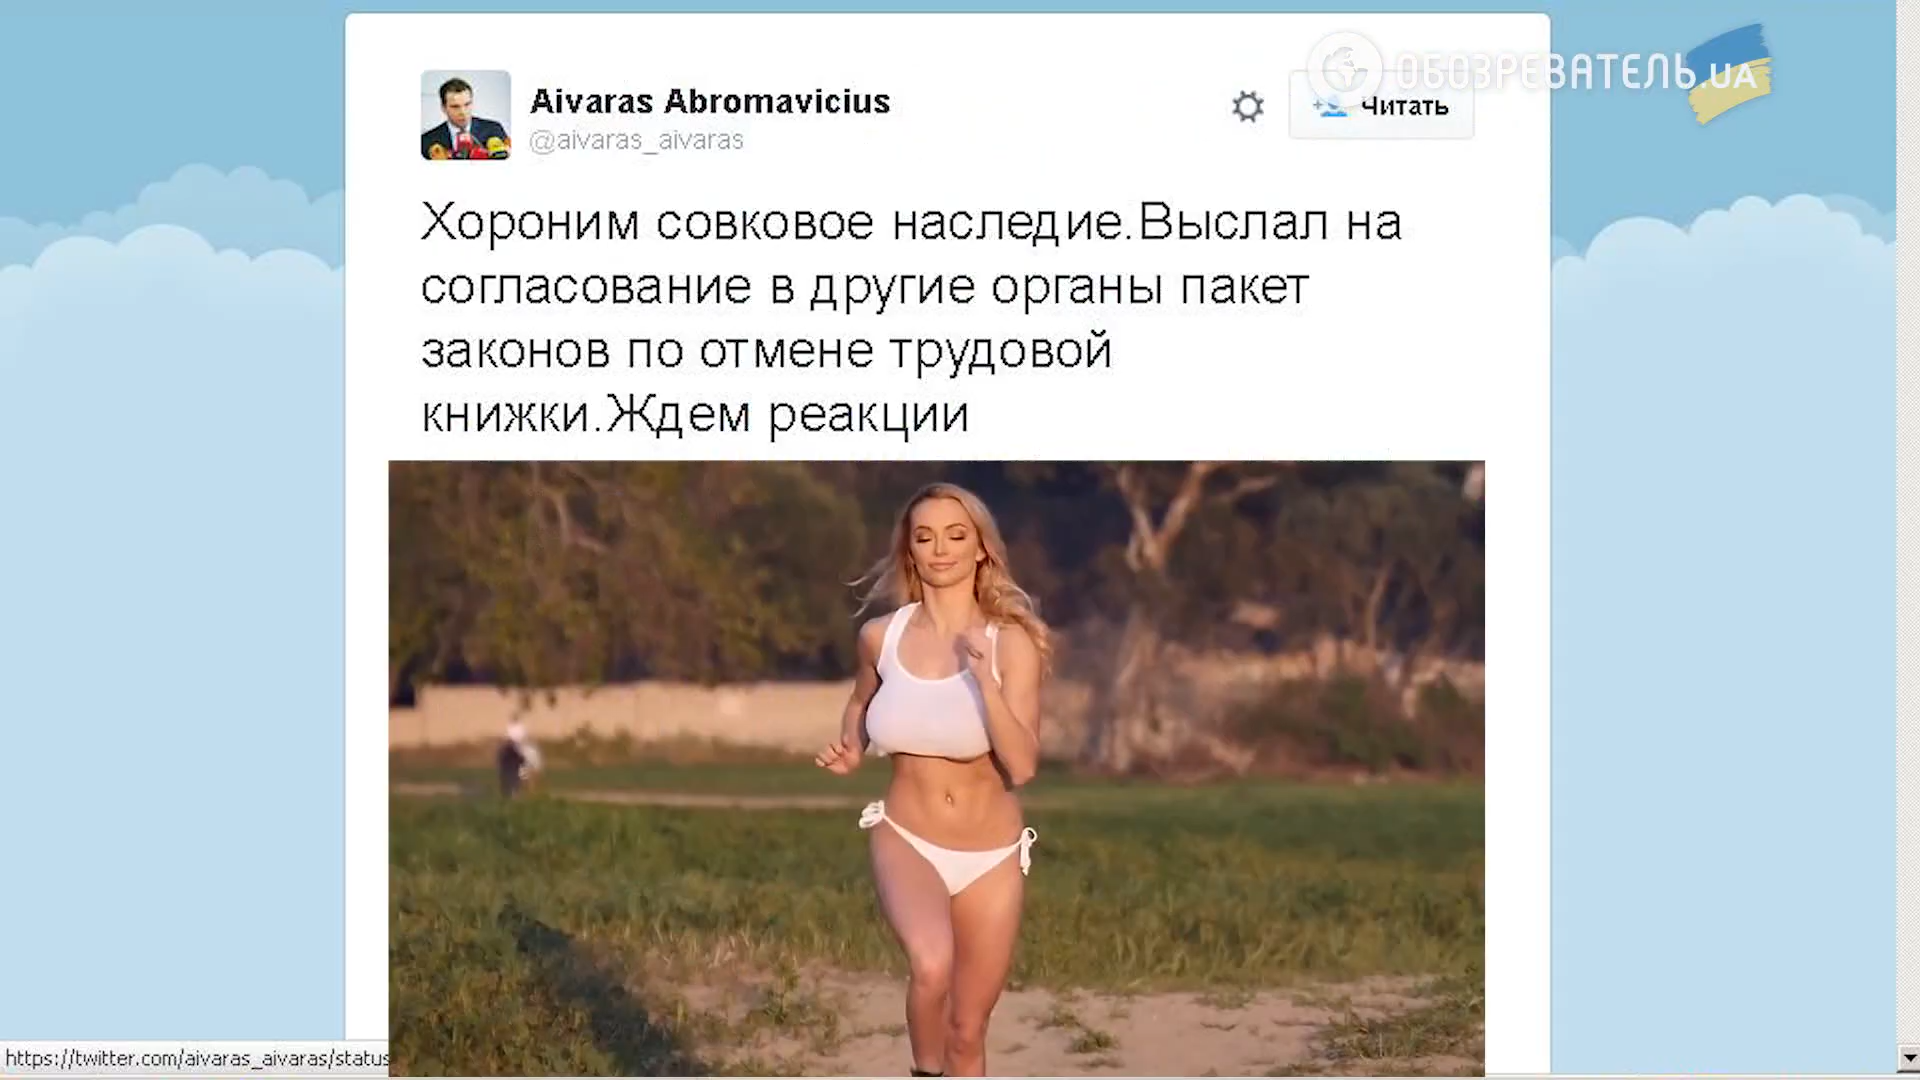 ОБОЗРЕВАТЕЛЬ.UA
Aivaras Abromavicius
Читать
@aivaras_aivaras
Хороним совковое наследие.Выслал на
согласование в другие органы пакет
законов по отмене трудовой
книжки.Ждем реакции
https://twitter.com/aivaras_aivaras/status